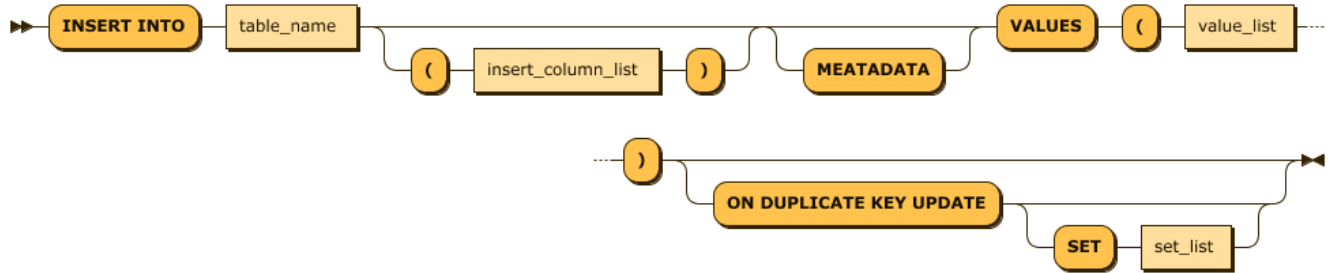 INSERT INTO table_name VALUES ( value_list
( insert_column_list ) MEATADATA
)
ON DUPLICATE KEY UPDATE
SET set_list